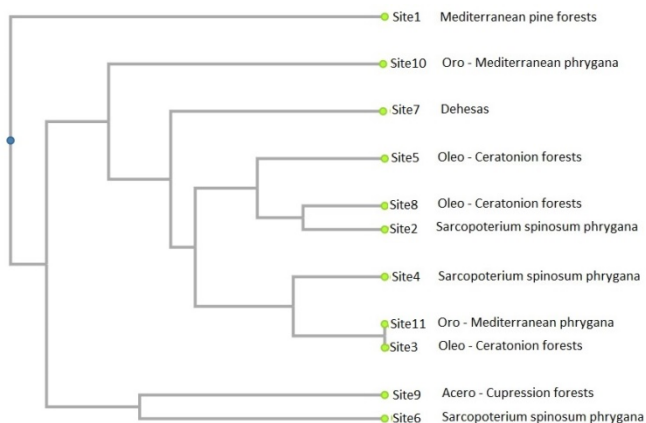 Site1 Mediterranean pine forests
Site10 Oro - Mediterranean phrygana
Site7 Dehesas
Site5 Oleo - Ceratonion forests
Site8 Oleo - Ceratonion forests
Site2 Sarcopoterium spinosum phrygana
Site4 Sarcopoterium spinosum phrygana
Site11 Oro - Mediterranean phrygana
Site3 Oleo - Ceratonion forests
Site9 Acero - Cupression forests
Site6 Sarcopoterium spinosum phrygana